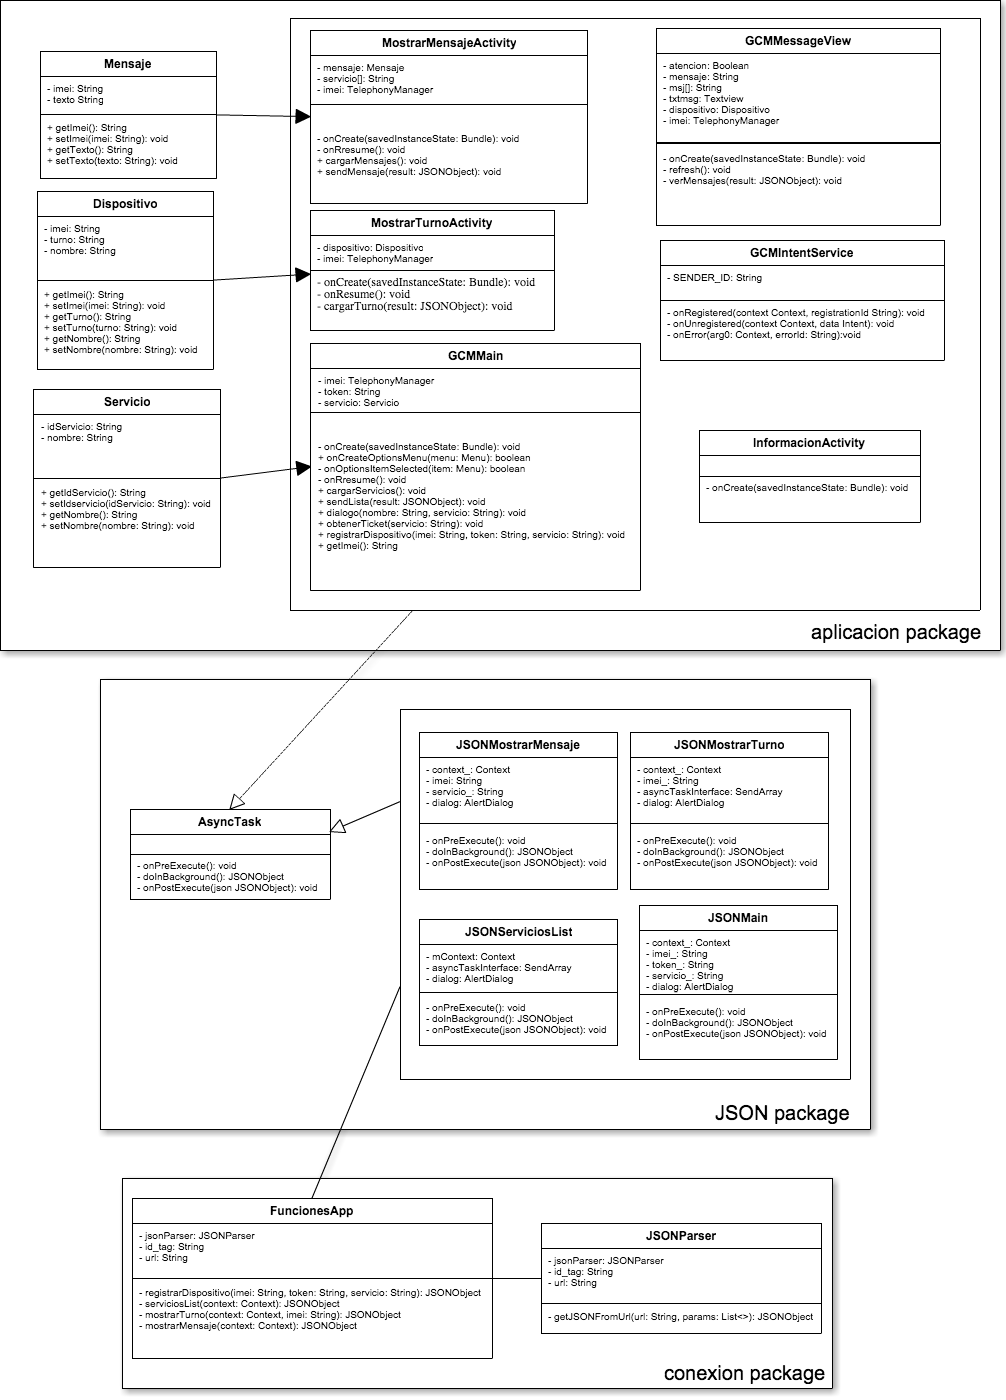 Mensaje
- imei: String
- texto String
+ getImei(): String
+ setImei(imei: String): void
+ getTexto(): String
+ setTexto(texto: String): void
Dispositivo
- imei: String
- turno: String
- nombre: String
+ getImei(): String
+ setImei(imei: String): void
+ getTurno(): String
+ setTurno(turno: String): void
+ getNombre(): String
+ setNombre(nombre: String): void
Servicio
- idServicio: String
- nombre: String
+ getIdServicio(): String
+ setIdservicio(idServicio: String): void
+ getNombre(): String
+ setNombre(nombre: String): void
MostrarMensajeActivity
- mensaje: Mensaje
- servicio[]: String
- imei: TelephonyManager
- onCreate(savedInstanceState: Bundle): void
- onRresume(): void
+ cargarMensajes(): void
+ sendMensaje(result: JSONObject): void
MostrarTurnoActivity
- dispositivo: Dispositivo
- imei: TelephonyManager
- onCreate(savedInstanceState: Bundle): void
- onResume(): void
- cargarTurno(result: JSONObject): void
GCMMain
- imei: TelephonyManager
- token: String
- servicio: Servicio
- onCreate(savedInstanceState: Bundle): void
+ onCreateOptionsMenu(menu: Menu): boolean
- onOptionsItemSelected(item: Menu): boolean
- onRresume(): void
+ cargarServicios(): void
+ sendLista(result: JSONObject): void
+ dialogo(nombre: String, servicio: String): void
+ obtenerTicket(servicio: String): void
+ registrarDispositivo(imei: String, token: String, servicio: String): void
+ getImei(): String
GCMMessageView
- atencion: Boolean
- mensaje: String
- msj[]: String
- txtmsg: Textview
- dispositivo: Dispositivo
- imei: TelephonyManager
- onCreate(savedInstanceState: Bundle): void
- refresh(): void
- verMensajes(result: JSONObject): void
GCMIntentService
- SENDER_ID: String
- onRegistered(context Context, registrationId String): void
- onUnregistered(context Context, data Intent): void
- onError(arg0: Context, errorId: String):void
InformacionActivity
- onCreate(savedInstanceState: Bundle): void
aplicacion package
AsyncTask
- onPreExecute(): void
- doInBackground(): JSONObject
- onPostExecute(json JSONObject): void
JSONMostrarMensaje
- context_: Context
- imei: String
- servicio_: String
- dialog: AlertDialog
- onPreExecute(): void
- doInBackground(): JSONObject
- onPostExecute(json JSONObject): void
JSONMostrarTurno
- context_: Context
- imei_: String
- asyncTaskInterface: SendArray
- dialog: AlertDialog
- onPreExecute(): void
- doInBackground(): JSONObject
- onPostExecute(json JSONObject): void
JSONServiciosList
- mContext: Context
- asyncTaskInterface: SendArray
- dialog: AlertDialog
- onPreExecute(): void
- doInBackground(): JSONObject
- onPostExecute(json JSONObject): void
JSONMain
- context_: Context
- imei_: String
- token_: String
- servicio_: String
- dialog: AlertDialog
- onPreExecute(): void
- doInBackground(): JSONObject
- onPostExecute(json JSONObject): void
JSON package
FuncionesApp
- jsonParser: JSONParser
- id_tag: String
- url: String
- registrarDispositivo(imei: String, token: String, servicio: String): JSONObject
- serviciosList(context: Context): JSONObject
- mostrarTurno(context: Context, imei: String): JSONObject
- mostrarMensaje(context: Context): JSONObject
JSONParser
- jsonParser: JSONParser
- id_tag: String
- url: String
- getJSONFromUrl(url: String, params: List<>): JSONObject
conexion package